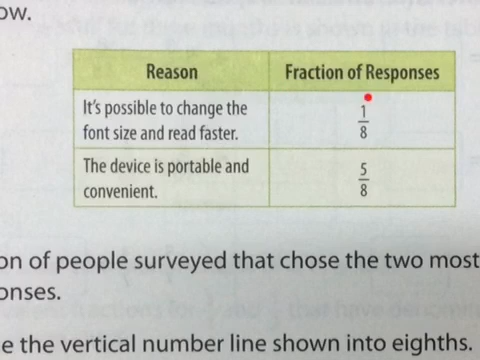 ow.
Reason Fraction of Responses
It's possible to change the
font size and read faster.
1/8
The device is portable and
convenient.
5/8
on of people surveyed that chose the two most
onses.
e the vertical number line shown into eighths.